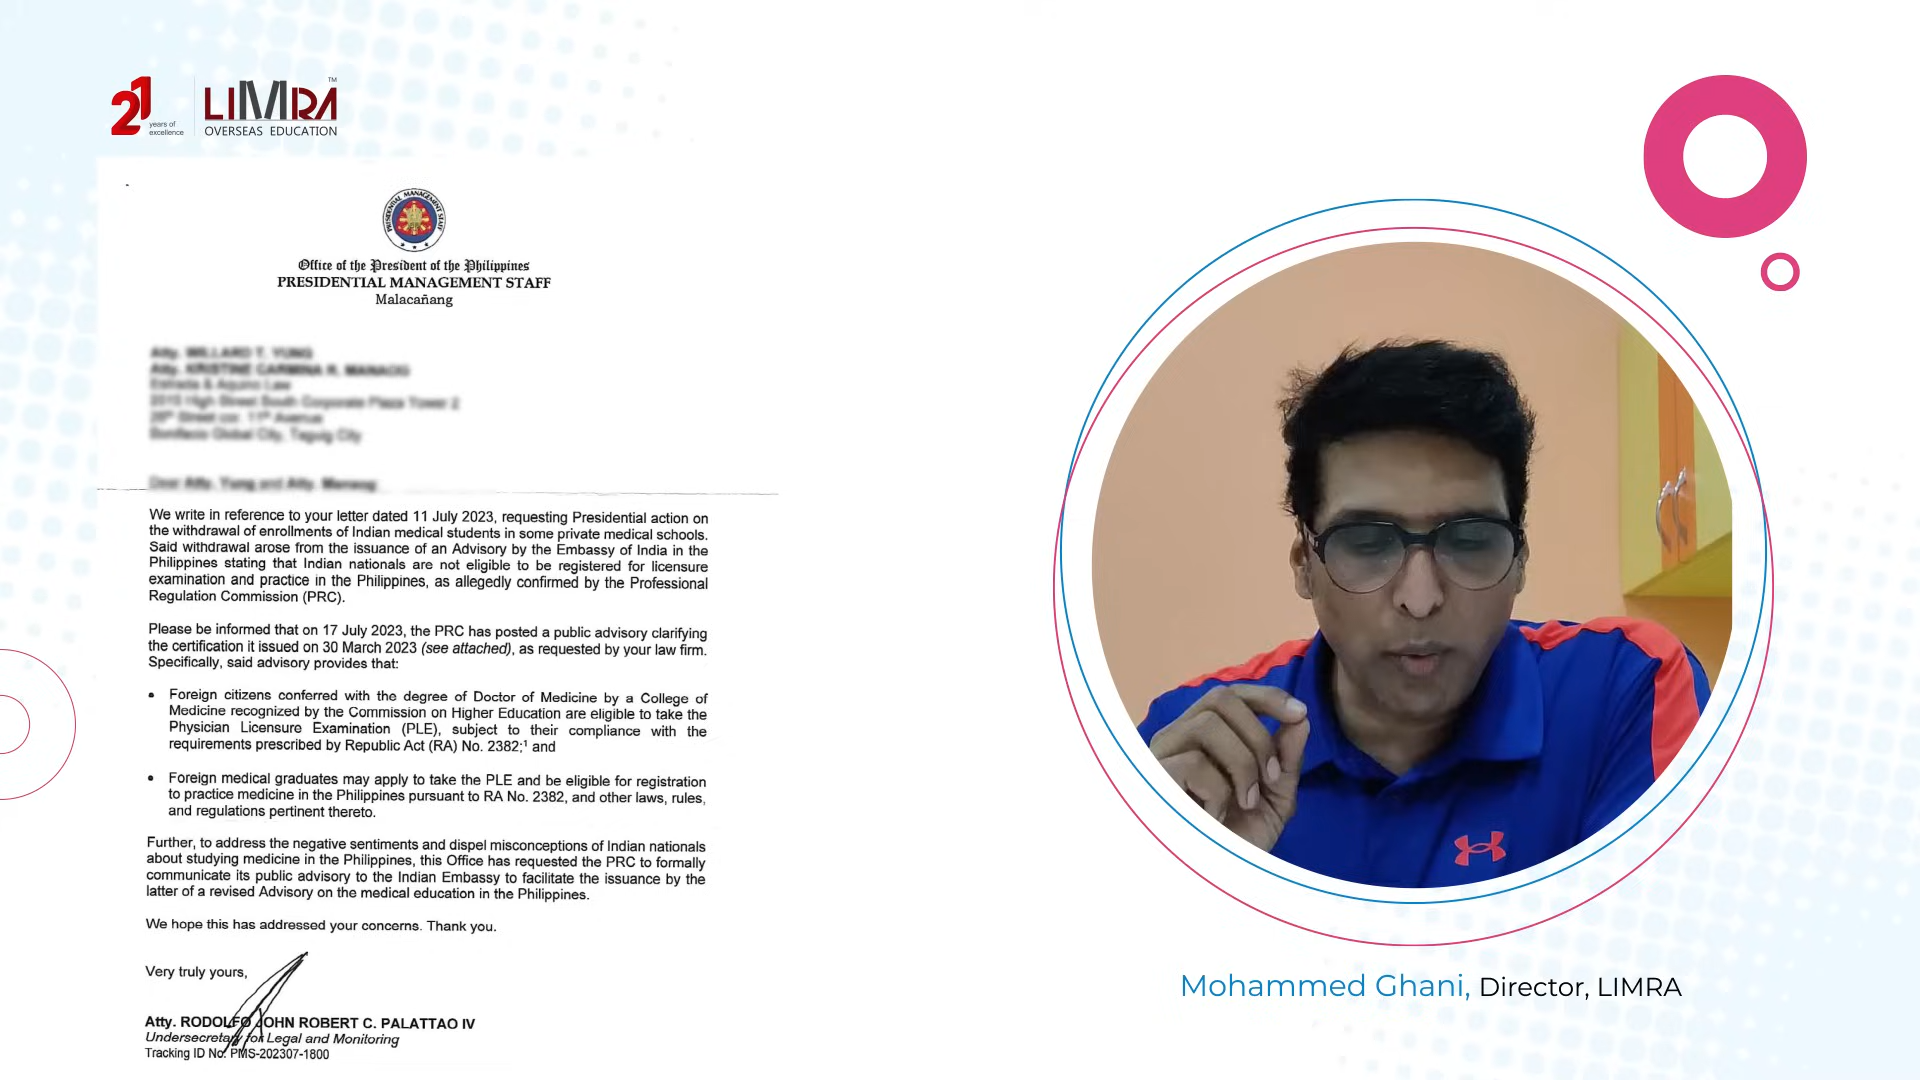 21 years of excellence
LIMRA TM
OVERSEAS EDUCATION
PRESIDENTIAL MANAGEMENT STAFF
Office of the President of the Philippines
PRESIDENTIAL MANAGEMENT STAFF
Malacañang
We write in reference to your letter dated 11 July 2023, requesting Presidential action on
the withdrawal of enrollments of Indian medical students in some private medical schools.
Said withdrawal arose from the issuance of an Advisory by the Embassy of India in the
Philippines stating that Indian nationals are not eligible to be registered for licensure
examination and practice in the Philippines, as allegedly confirmed by the Professional
Regulation Commission (PRC).
Please be informed that on 17 July 2023, the PRC has posted a public advisory clarifying
the certification it issued on 30 March 2023 (see attached), as requested by your law firm.
Specifically, said advisory provides that:
• Foreign citizens conferred with the degree of Doctor of Medicine by a College of
Medicine recognized by the Commission on Higher Education are eligible to take the
Physician Licensure Examination (PLE), subject to their compliance with the
requirements prescribed by Republic Act (RA) No. 2382;¹ and
• Foreign medical graduates may apply to take the PLE and be eligible for registration
to practice medicine in the Philippines pursuant to RA No. 2382, and other laws, rules,
and regulations pertinent thereto.
Further, to address the negative sentiments and dispel misconceptions of Indian nationals
about studying medicine in the Philippines, this Office has requested the PRC to formally
communicate its public advisory to the Indian Embassy to facilitate the issuance by the
latter of a revised Advisory on the medical education in the Philippines.
We hope this has addressed your concerns. Thank you.
Very truly yours,
Atty. RODOLFO JOHN ROBERT C. PALATTAO IV
Undersecretary for Legal and Monitoring
Tracking ID No. PMS-202307-1800
Mohammed Ghani, Director, LIMRA